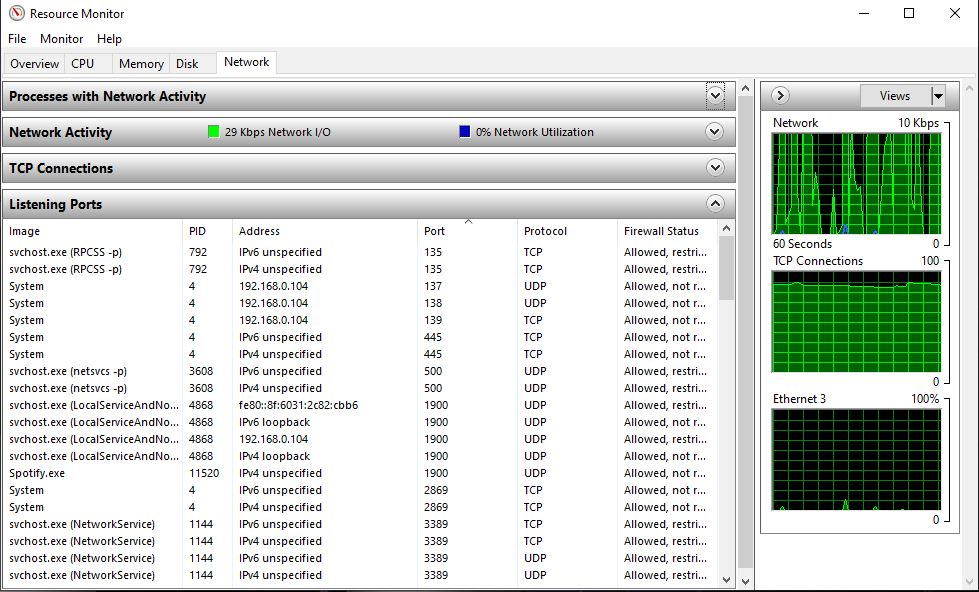 Resource Monitor
File Monitor Help
Overview CPU Memory Disk Network
Processes with Network Activity
Network Activity 29 Kbps Network I/O 0% Network Utilization
TCP Connections
Listening Ports
Image PID Address Port Protocol Firewall Status
svchost.exe (RPCSS -p) 792 IPv6 unspecified 135 TCP Allowed, restri...
svchost.exe (RPCSS -p) 792 IPv4 unspecified 135 TCP Allowed, restri...
System 4 192.168.0.104 137 UDP Allowed, not r...
System 4 192.168.0.104 138 UDP Allowed, not r...
System 4 192.168.0.104 139 TCP Allowed, not r...
System 4 IPv6 unspecified 445 TCP Allowed, not r...
System 4 IPv4 unspecified 445 TCP Allowed, not r...
svchost.exe (netsvcs -p) 3608 IPv6 unspecified 500 UDP Allowed, restri...
svchost.exe (netsvcs -p) 3608 IPv4 unspecified 500 UDP Allowed, restri...
svchost.exe (LocalServiceAndNo... 4868 fe80::8f:6031:2c82:cbb6 1900 UDP Allowed, restri...
svchost.exe (LocalServiceAndNo... 4868 IPv6 loopback 1900 UDP Allowed, not r...
svchost.exe (LocalServiceAndNo... 4868 192.168.0.104 1900 UDP Allowed, restri...
svchost.exe (LocalServiceAndNo... 4868 IPv4 loopback 1900 UDP Allowed, restri...
Spotify.exe 11520 IPv4 unspecified 1900 UDP Allowed, not r...
System 4 IPv6 unspecified 2869 TCP Allowed, not r...
System 4 IPv4 unspecified 2869 TCP Allowed, not r...
svchost.exe (NetworkService) 1144 IPv6 unspecified 3389 TCP Allowed, restri...
svchost.exe (NetworkService) 1144 IPv4 unspecified 3389 TCP Allowed, restri...
svchost.exe (NetworkService) 1144 IPv6 unspecified 3389 UDP Allowed, restri...
svchost.exe (NetworkService) 1144 IPv4 unspecified 3389 UDP Allowed, restri...
Views
Network 10 Kbps
60 Seconds 0
TCP Connections 100
0
Ethernet 3 100%
0